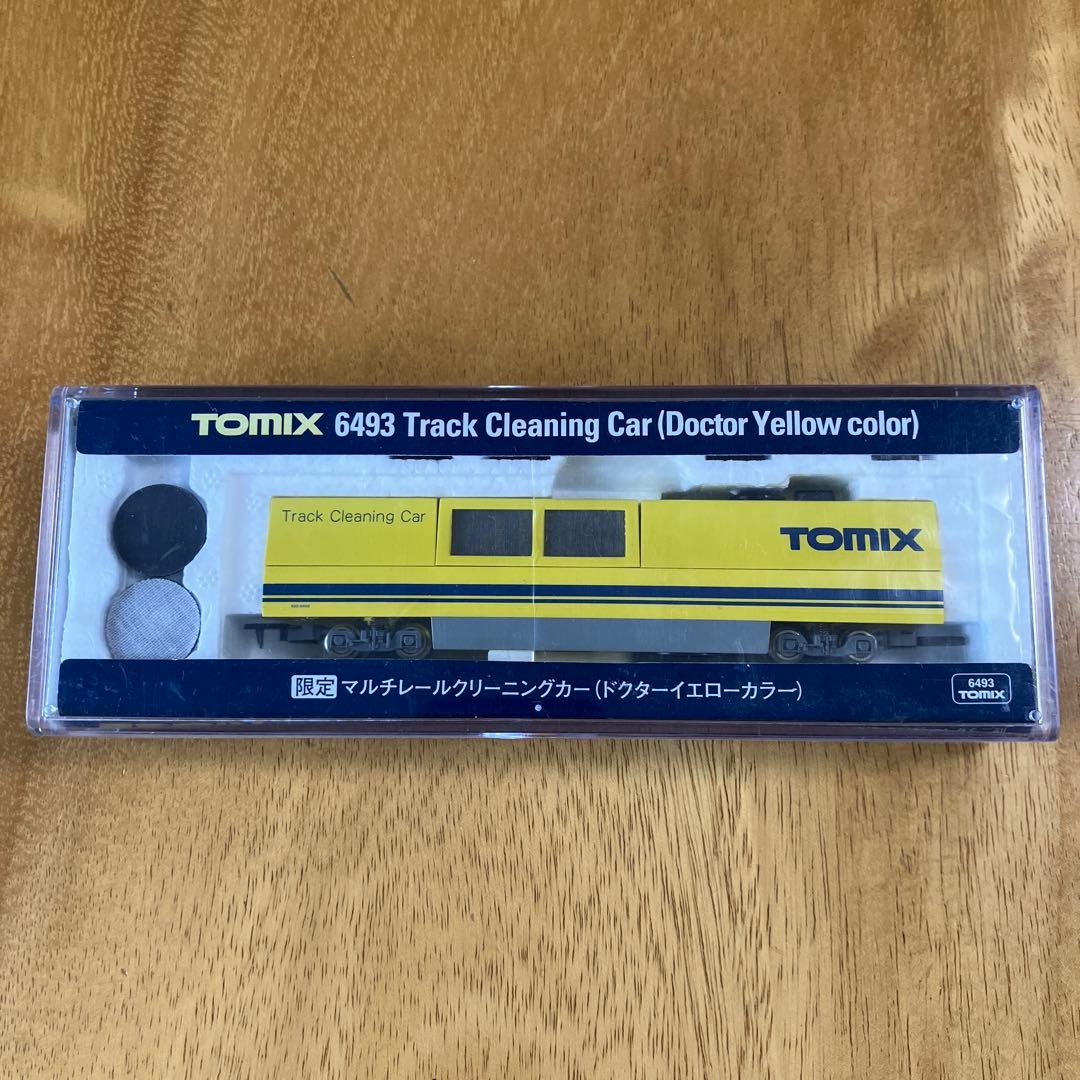 TOMIX 6493 Track Cleaning Car (Doctor Yellow color)
Track Cleaning Car
TOMIX
限定 マルチレールクリーニングカー (ドクターイエローカラー)
6493
TOMIX